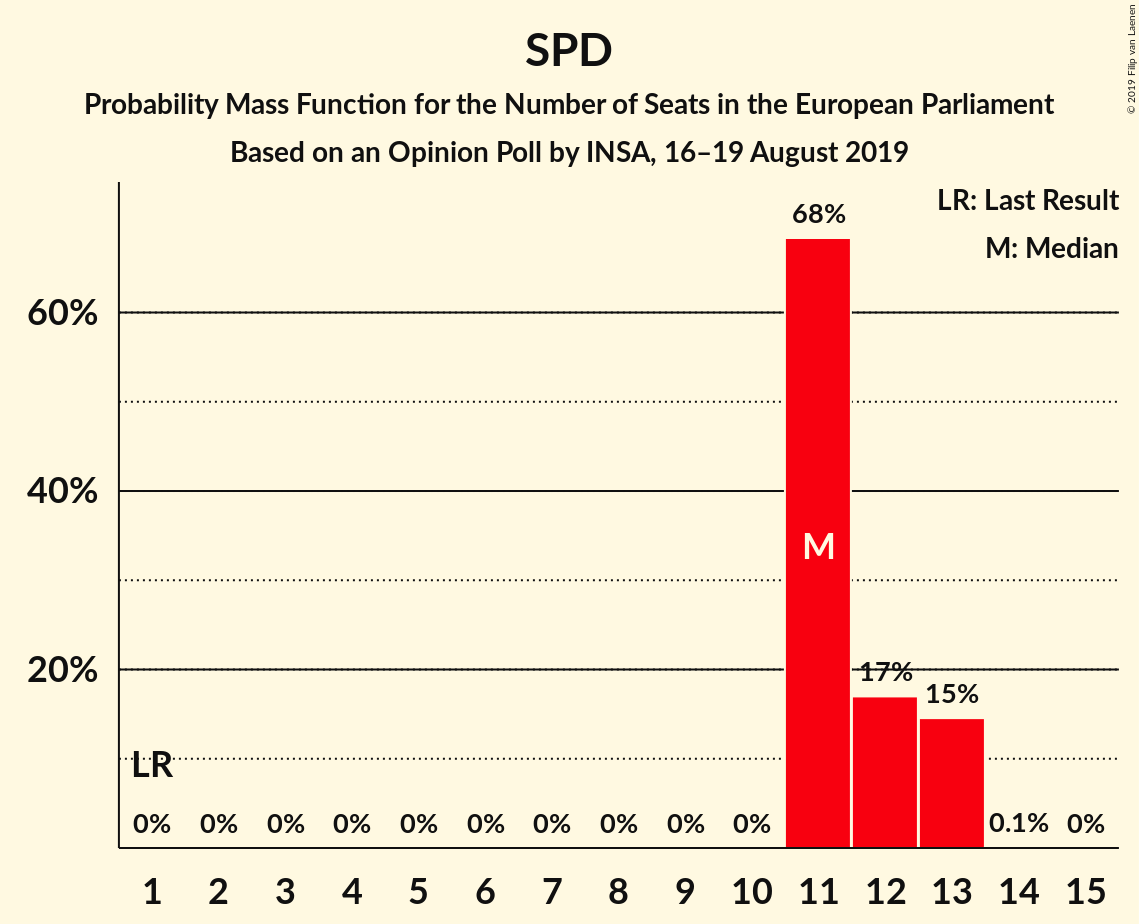 SPD
Probability Mass Function for the Number of Seats in the European Parliament
Based on an Opinion Poll by INSA, 16–19 August 2019
© 2019 Filip van Laenen
LR: Last Result
M: Median
68%
60%
40%
M
20%
17%
15%
LR
0% 0% 0% 0% 0% 0% 0% 0% 0% 0% 0.1% 0%
1 2 3 4 5 6 7 8 9 10 11 12 13 14 15